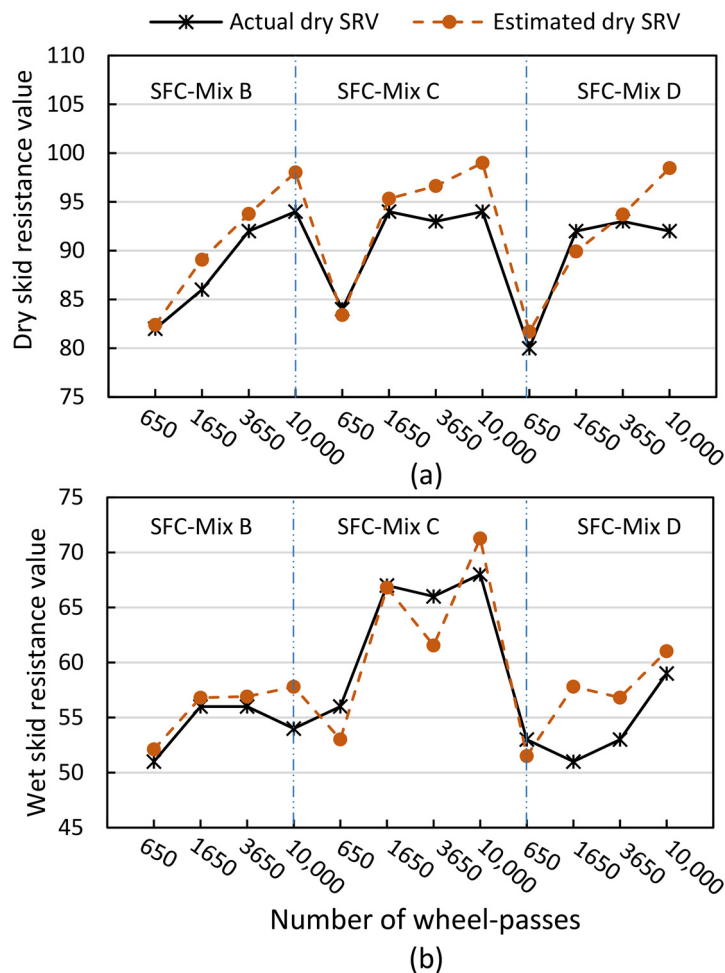 Actual dry SRV Estimated dry SRV
Dry skid resistance value
110
105
100
95
90
85
80
75
SFC-Mix B SFC-Mix C SFC-Mix D
650 1650 3650 10,000 650 1650 3650 10,000 650 1650 3650 10,000
(a)
Wet skid resistance value
75
70
65
60
55
50
45
SFC-Mix B SFC-Mix C SFC-Mix D
650 1650 3650 10,000 650 1650 3650 10,000 650 1650 3650 10,000
Number of wheel-passes
(b)